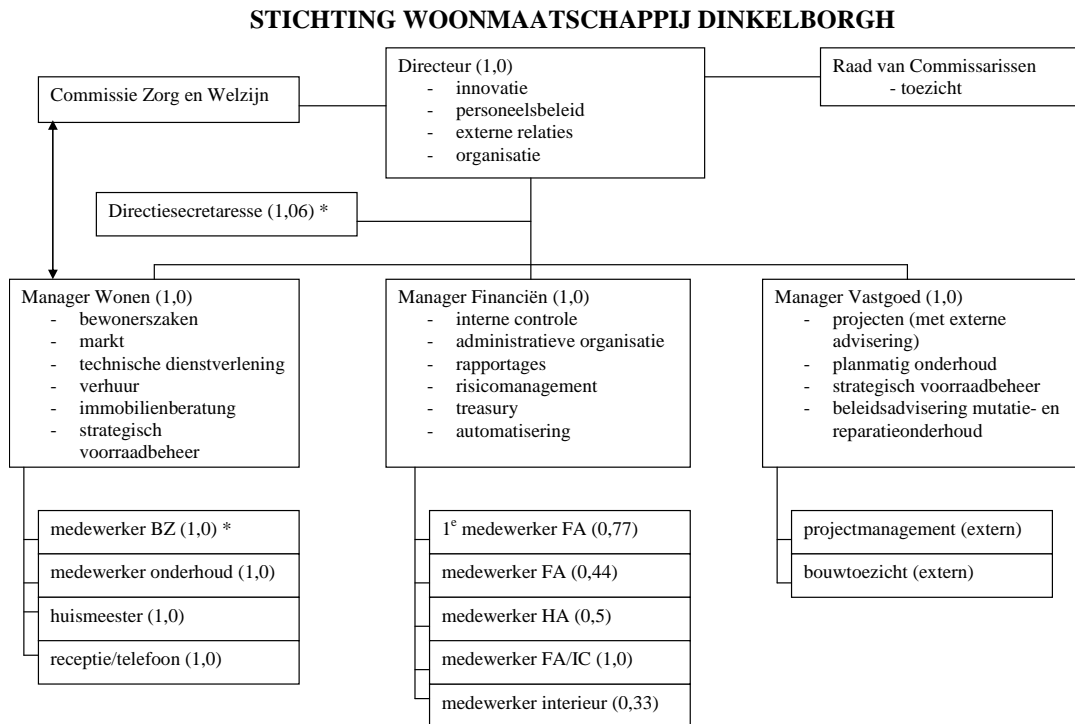 STICHTING WOONMAATSCHAPPIJ DINKELBORGH
Directeur (1,0)
- innovatie
- personeelsbeleid
- externe relaties
- organisatie
Raad van Commissarissen
- toezicht
Commissie Zorg en Welzijn
Directiesecretaresse (1,06) *
Manager Wonen (1,0)
- bewonerszaken
- markt
- technische dienstverlening
- verhuur
- immobilienberatung
- strategisch
voorraadbeheer
Manager Financiën (1,0)
- interne controle
- administratieve organisatie
- rapportages
- risicomanagement
- treasury
- automatisering
Manager Vastgoed (1,0)
- projecten (met externe
advisering)
- planmatig onderhoud
- strategisch voorraadbeheer
- beleidsadvisering mutatie- en
reparatieonderhoud
medewerker BZ (1,0) *
medewerker onderhoud (1,0)
huismeester (1,0)
receptie/telefoon (1,0)
1e medewerker FA (0,77)
medewerker FA (0,44)
medewerker HA (0,5)
medewerker FA/IC (1,0)
medewerker interieur (0,33)
projectmanagement (extern)
bouwtoezicht (extern)